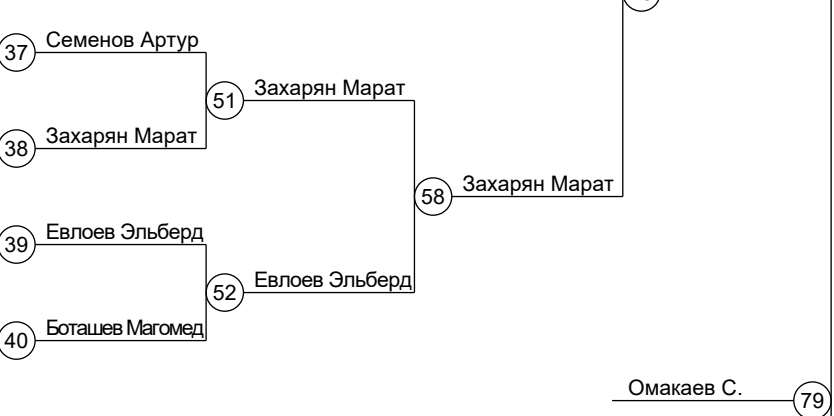 37 Семенов Артур
51 Захарян Марат
38 Захарян Марат
58 Захарян Марат
39 Евлоев Эльберд
52 Евлоев Эльберд
40 Боташев Магомед
Омакаев С. 79